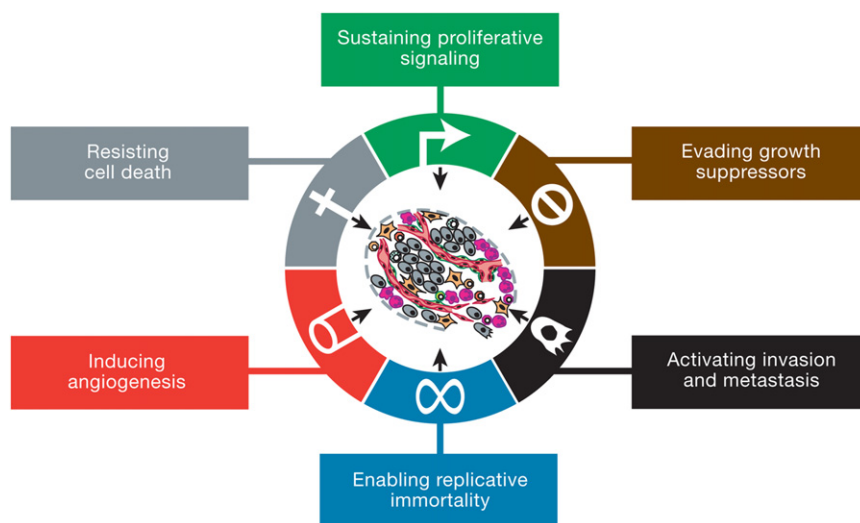 Sustaining proliferative
signaling
Resisting
cell death
Evading growth
suppressors
Inducing
angiogenesis
Activating invasion
and metastasis
Enabling replicative
immortality